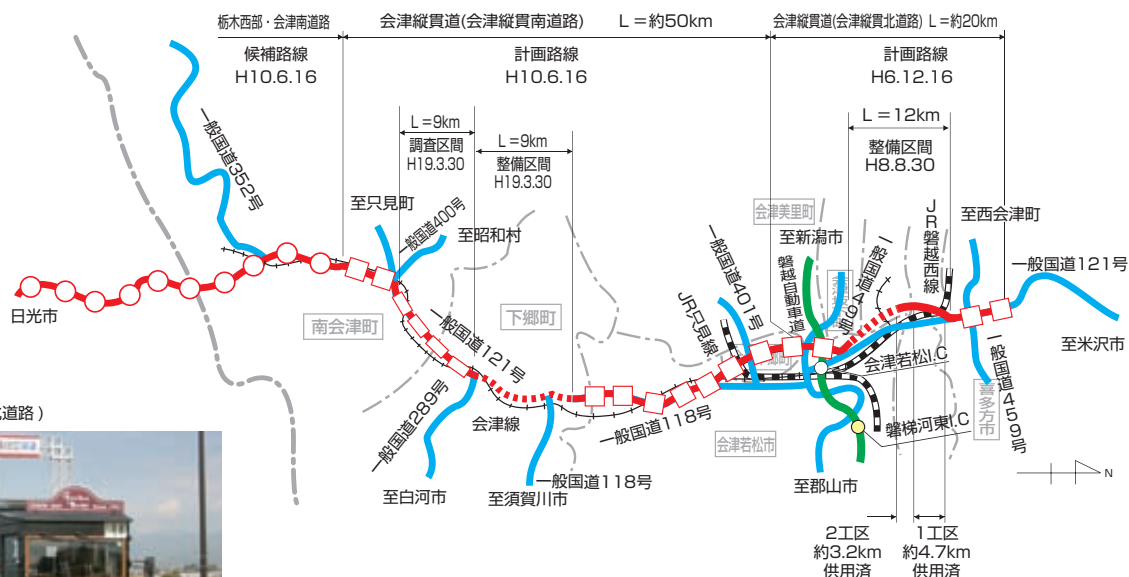 栃木西部・会津南道路
会津縦貫道(会津縦貫南道路)　L=約50km
会津縦貫道(会津縦貫北道路) L=約20km
候補路線
H10.6.16
計画路線
H10.6.16
計画路線
H6.12.16
L=9km
調査区間
H19.3.30
L=9km
整備区間
H19.3.30
L=12km
整備区間
H8.8.30
一般国道352号
至只見町
一般国道400号
至昭和村
会津美里町
至新潟市
磐越自動車道
一般国道49号
JR磐越西線
至西会津町
一般国道121号
一般国道401号
JR只見線
日光市
南会津町
下郷町
一般国道121号
会津若松I.C
至米沢市
一般国道459号
喜多方市
道路)
一般国道289号
会津線
一般国道118号
会津若松市
磐梯河東I.C
至白河市
至須賀川市
一般国道118号
至郡山市
N
2工区
約3.2km
供用済
1工区
約4.7km
供用済